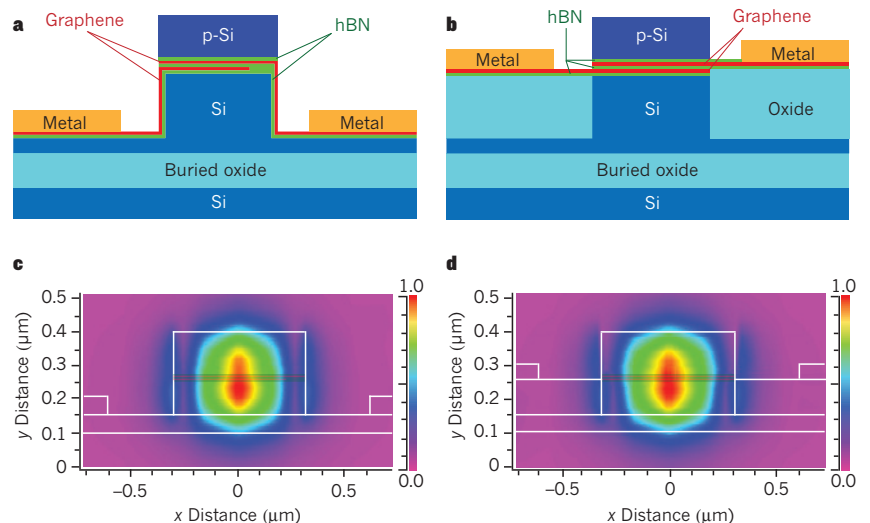 a
Graphene
hBN
p-Si
Metal
Si
Metal
Buried oxide
Si
b
hBN
Graphene
p-Si
Metal
Metal
Si
Oxide
Buried oxide
Si
c
1.0
0.5
0.4
0.3
0.2
0.1
0
y Distance (μm)
0.0
–0.5
0
0.5
x Distance (μm)
d
1.0
0.5
0.4
0.3
0.2
0.1
0
y Distance (μm)
0.0
–0.5
0
0.5
x Distance (μm)